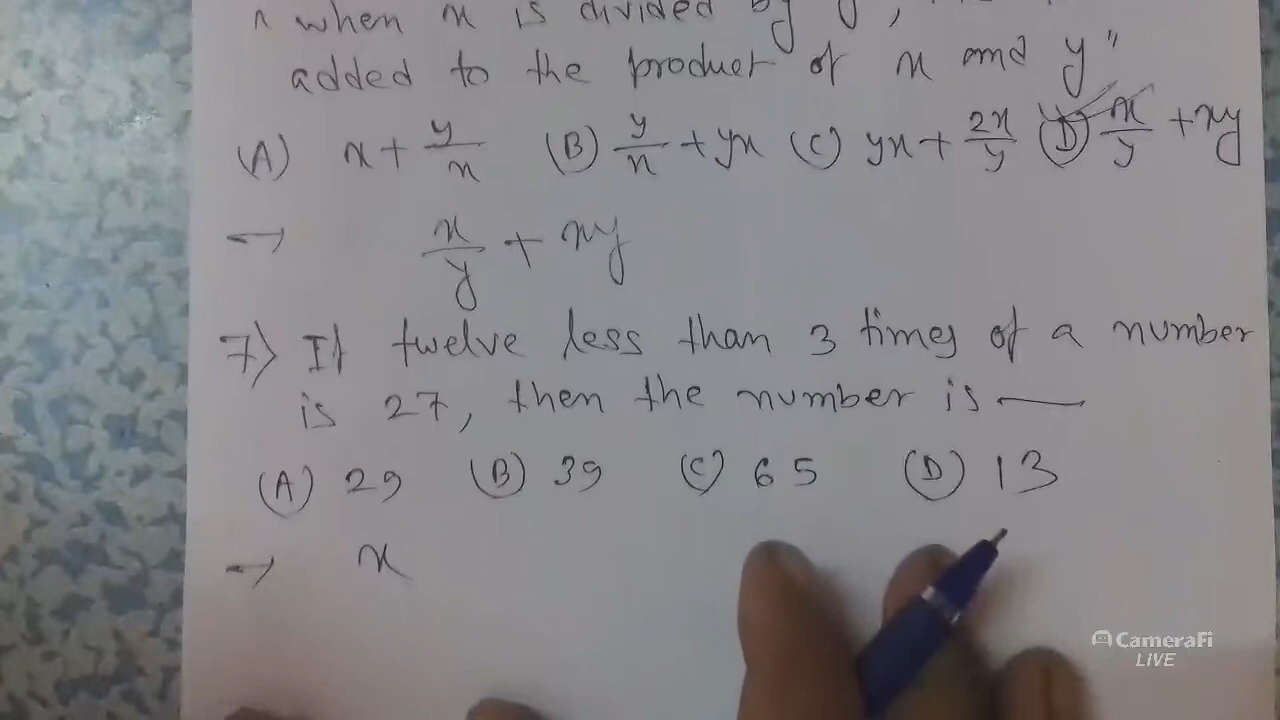 when x is divided by y,
added to the product of x and y"
(A) x + y/x (B) y/x + yx (C) yx + 2x/y (D) x/y + xy
→ x/y + xy
7) If twelve less than 3 times of a number
is 27, then the number is —
(A) 29 (B) 39 (C) 65 (D) 13
→ x
CameraFi
LIVE